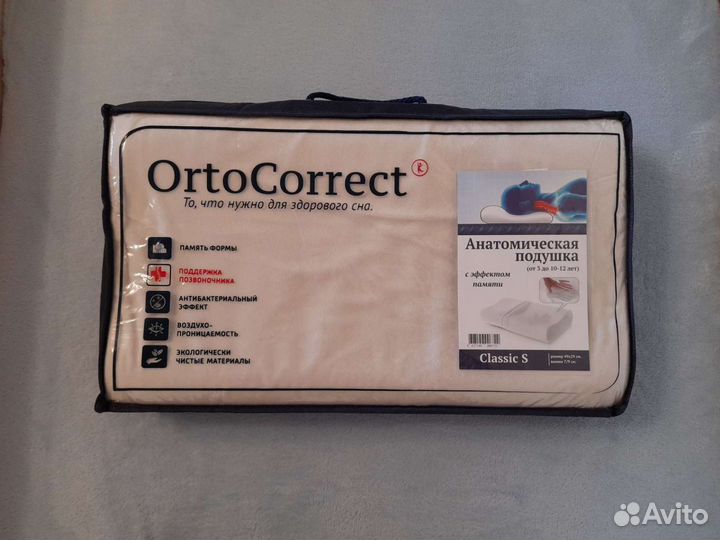 OrtoCorrect
То, что нужно для здорового сна.
ПАМЯТЬ ФОРМЫ
ПОДДЕРЖКА
ПОЗВОНОЧНИКА
АНТИБАКТЕРИАЛЬНЫЙ
ЭФФЕКТ
ВОЗДУХО-
ПРОНИЦАЕМОСТЬ
ЭКОЛОГИЧЕСКИ
ЧИСТЫЕ МАТЕРИАЛЫ
Анатомическая
подушка
(от 3 до 10-12 лет)
с эффектом
памяти
Classic S
Avito